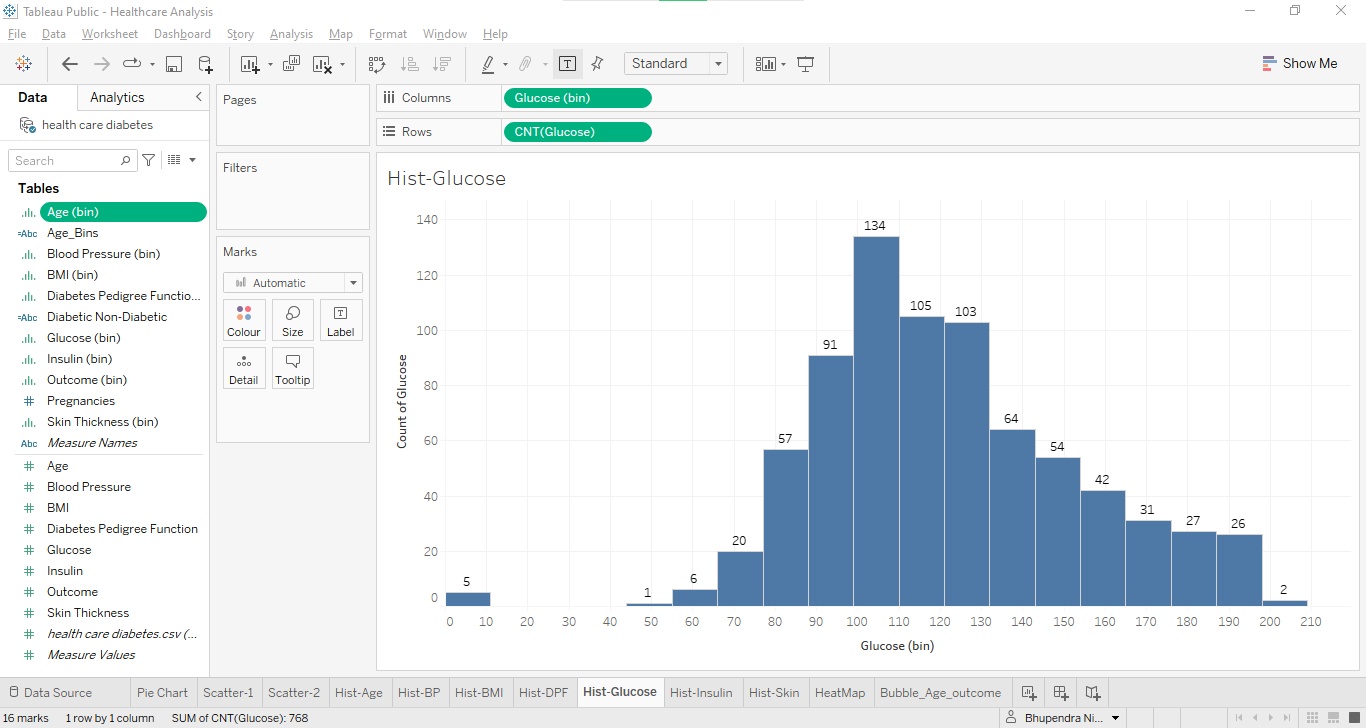 Tableau Public - Healthcare Analysis
File Data Worksheet Dashboard Story Analysis Map Format Window Help
Standard
Show Me
Data Analytics
health care diabetes
Search
Tables
Age (bin)
=Abc Age_Bins
Blood Pressure (bin)
BMI (bin)
Diabetes Pedigree Functio...
=Abc Diabetic Non-Diabetic
Glucose (bin)
Insulin (bin)
Outcome (bin)
# Pregnancies
Skin Thickness (bin)
Abc Measure Names
# Age
# Blood Pressure
# BMI
# Diabetes Pedigree Function
# Glucose
# Insulin
# Outcome
# Skin Thickness
# health care diabetes.csv (...
# Measure Values
Pages
Filters
Marks
Automatic
Colour Size Label
Detail Tooltip
Columns Glucose (bin)
Rows CNT(Glucose)
Hist-Glucose
Count of Glucose
140
120
100
80
60
40
20
0
5 1 6 20 57 91 134 105 103 64 54 42 31 27 26 2
0 10 20 30 40 50 60 70 80 90 100 110 120 130 140 150 160 170 180 190 200 210
Glucose (bin)
Data Source Pie Chart Scatter-1 Scatter-2 Hist-Age Hist-BP Hist-BMI Hist-DPF Hist-Glucose Hist-Insulin Hist-Skin HeatMap Bubble_Age_outcome
16 marks 1 row by 1 column SUM of CNT(Glucose): 768 Bhupendra Ni...